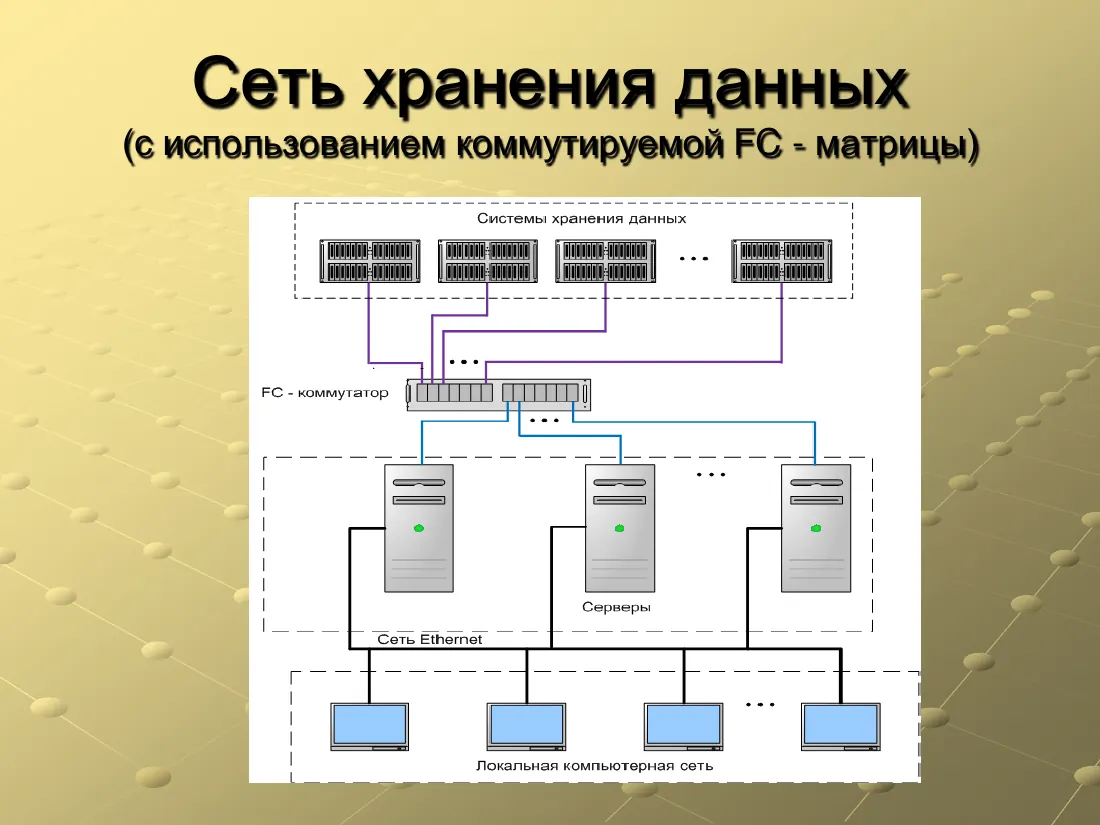 Сеть хранения данных
(с использованием коммутируемой FC - матрицы)
Системы хранения данных
. . .
. . .
FC - коммутатор
. . .
. . .
Серверы
Сеть Ethernet
. . .
Локальная компьютерная сеть